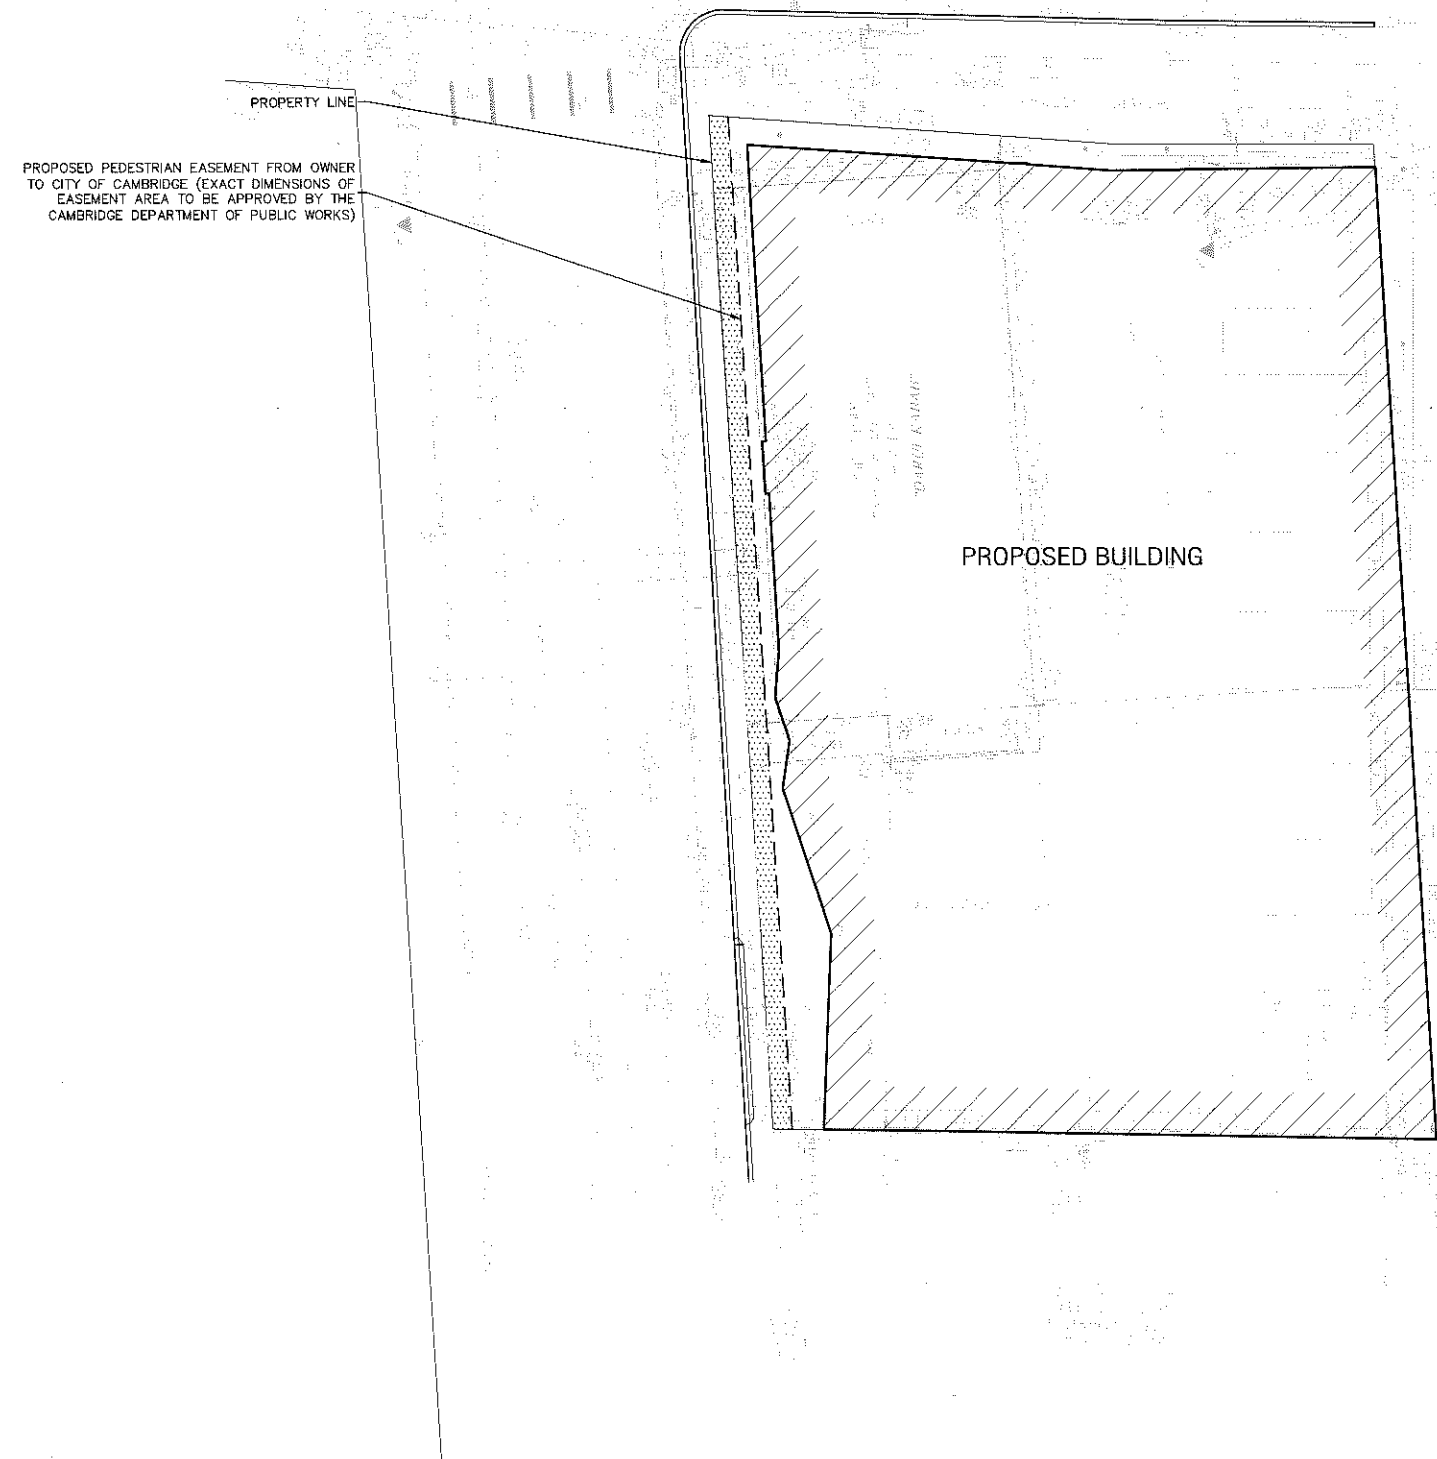 PROPERTY LINE
PROPOSED PEDESTRIAN EASEMENT FROM OWNER
TO CITY OF CAMBRIDGE (EXACT DIMENSIONS OF
EASEMENT AREA TO BE APPROVED BY THE
CAMBRIDGE DEPARTMENT OF PUBLIC WORKS)
PROPOSED BUILDING